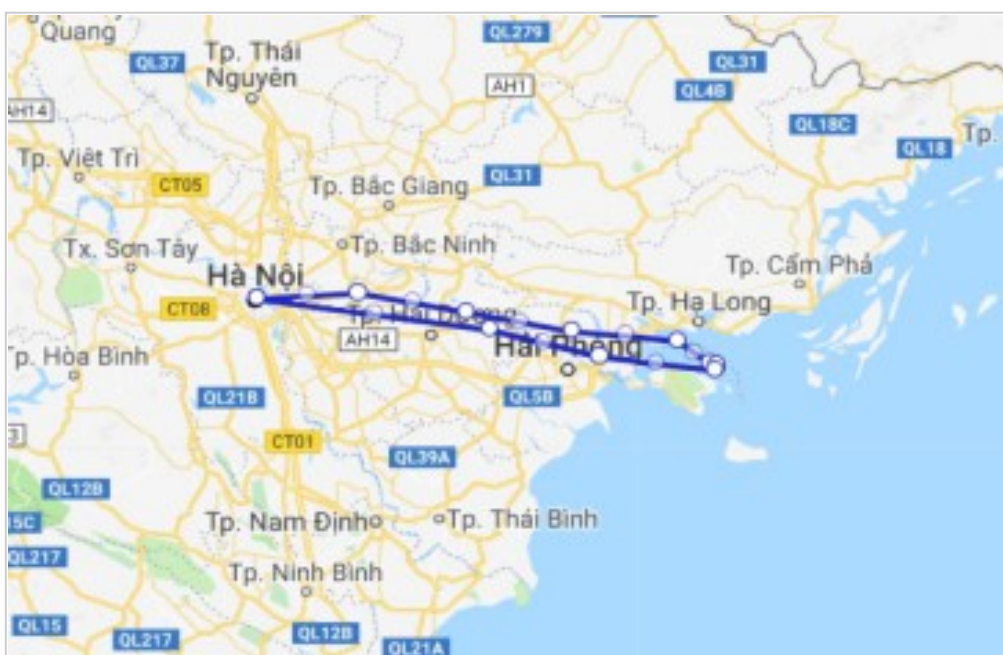 Quang
QL279
QL31
QL37
Tp. Thái
Nguyên
AH1
QL4B
AH14
QL18C
Tp.
QL18
Tp. Việt Trì
CT05
Tp. Bắc Giang
QL31
Tx. Sơn Tây
Tp. Bắc Ninh
Hà Nội
Tp. Cẩm Phả
CT08
Tp. Hạ Long
AH14
Hải Phòng
Tp. Hòa Bình
QL21B
QL5B
CT01
QL39A
QL12B
15C
Tp. Nam Định
Tp. Thái Bình
QL217
Tp. Ninh Bình
QL15
QL217
QL12B
QL21A